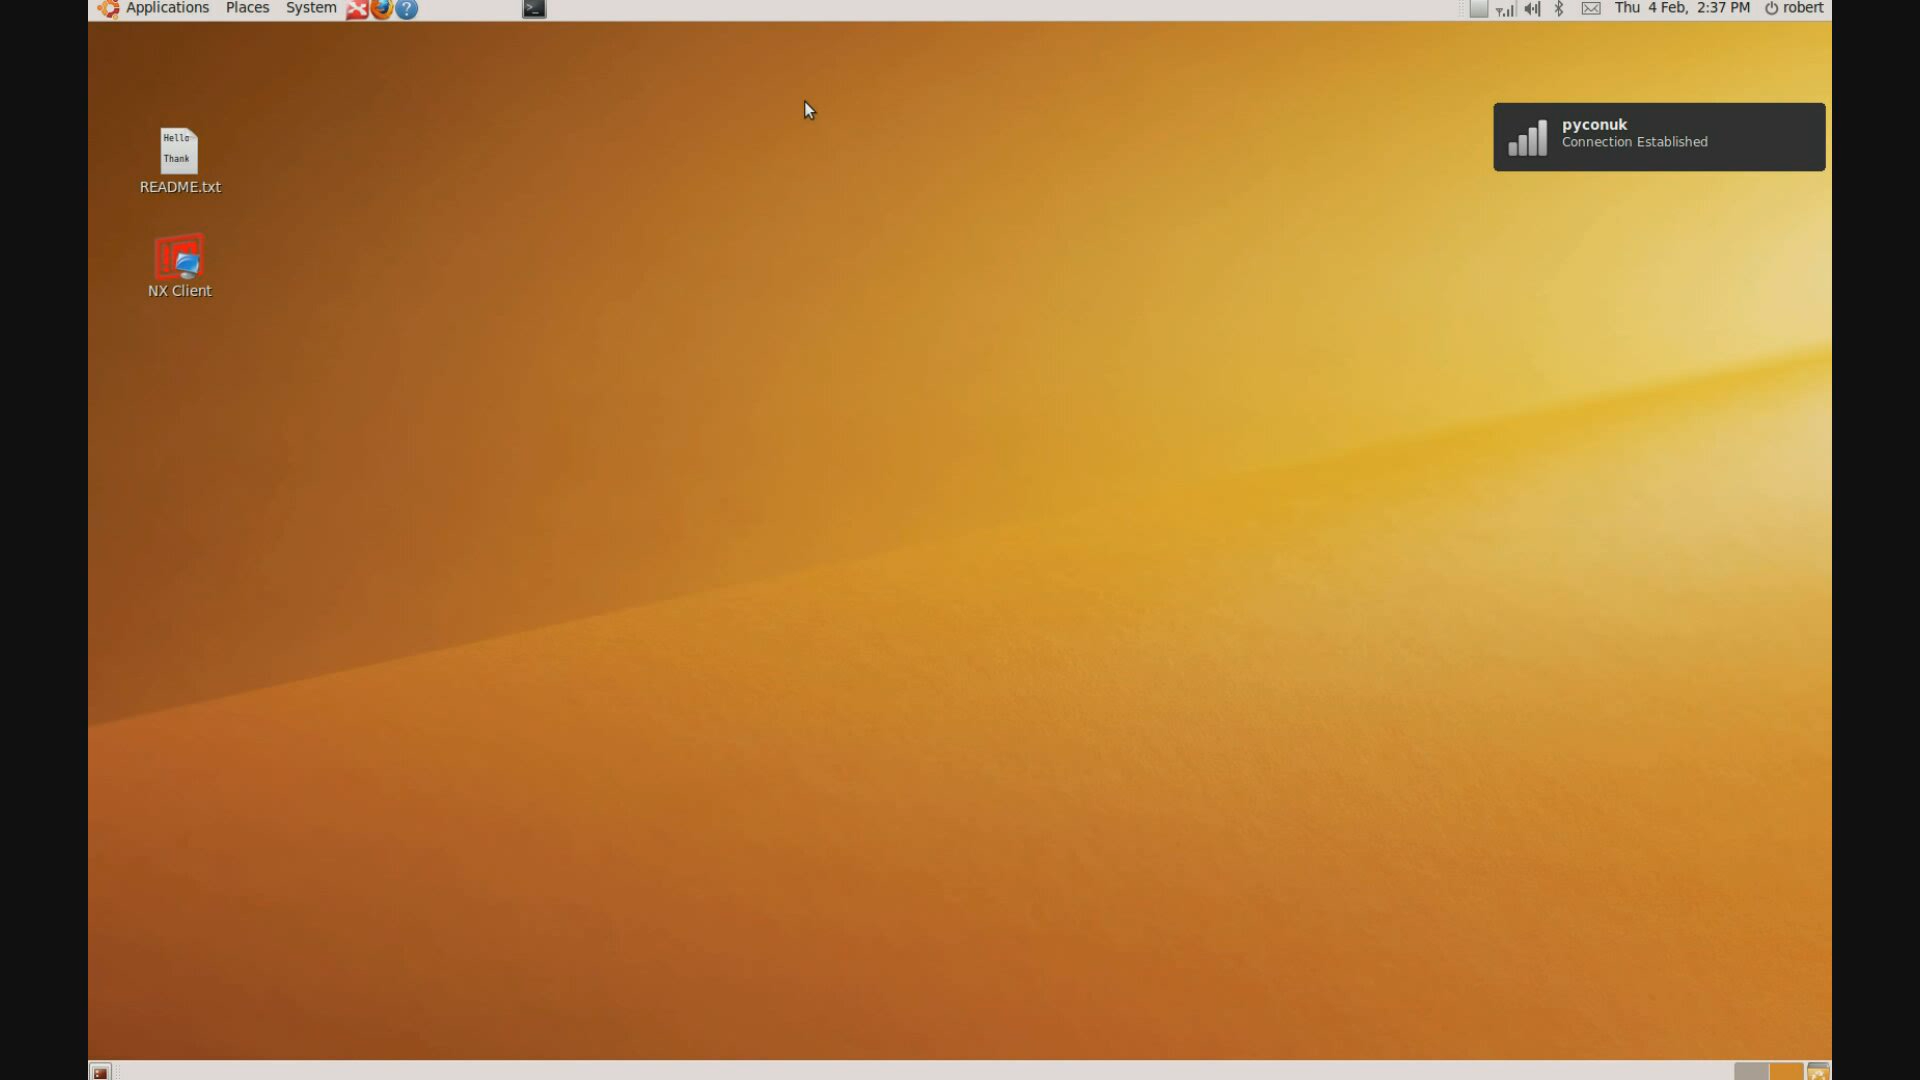 Applications Places System
Thu 4 Feb, 2:37 PM robert
pyconuk
Connection Established
Hello
Thank
README.txt
NX Client